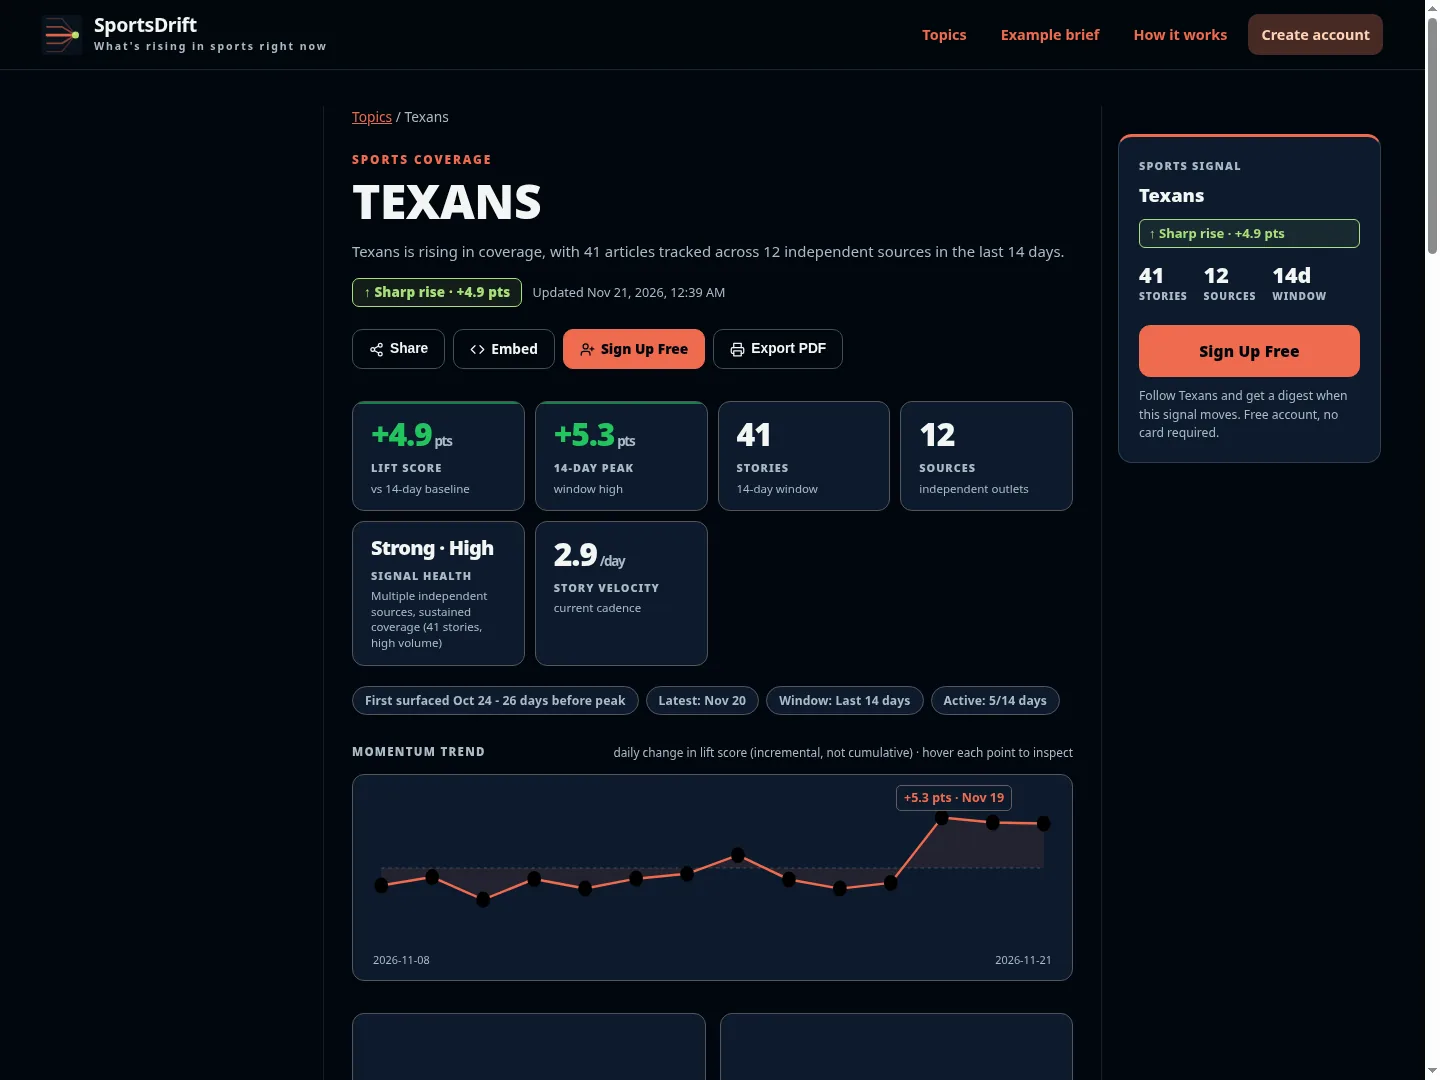 SportsDrift
What's rising in sports right now
Topics
Example brief
How it works
Create account
Topics / Texans
SPORTS COVERAGE
TEXANS
Texans is rising in coverage, with 41 articles tracked across 12 independent sources in the last 14 days.
↑ Sharp rise · +4.9 pts
Updated Nov 21, 2026, 12:39 AM
Share
Embed
Sign Up Free
Export PDF
+4.9 pts
LIFT SCORE
vs 14-day baseline
+5.3 pts
14-DAY PEAK
window high
41
STORIES
14-day window
12
SOURCES
independent outlets
Strong · High
SIGNAL HEALTH
Multiple independent
sources, sustained
coverage (41 stories,
high volume)
2.9 /day
STORY VELOCITY
current cadence
First surfaced Oct 24 - 26 days before peak
Latest: Nov 20
Window: Last 14 days
Active: 5/14 days
MOMENTUM TREND
daily change in lift score (incremental, not cumulative) · hover each point to inspect
+5.3 pts · Nov 19
2026-11-08
2026-11-21
SPORTS SIGNAL
Texans
↑ Sharp rise · +4.9 pts
41
STORIES
12
SOURCES
14d
WINDOW
Sign Up Free
Follow Texans and get a digest when
this signal moves. Free account, no
card required.